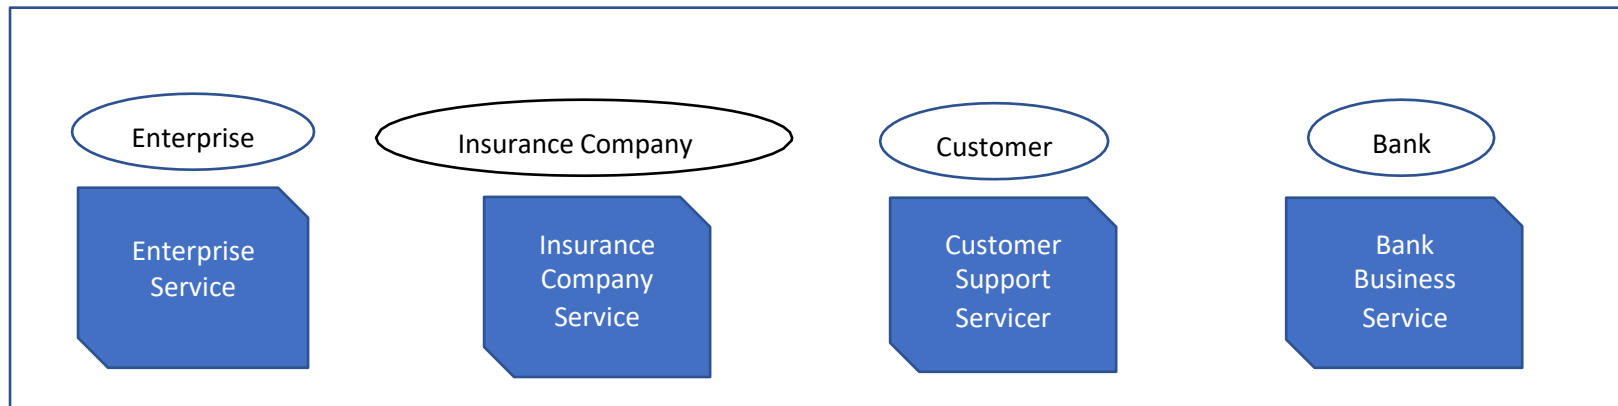 Enterprise
Insurance Company
Customer
Bank
Enterprise
Service
Insurance
Company
Service
Customer
Support
Servicer
Bank
Business
Service